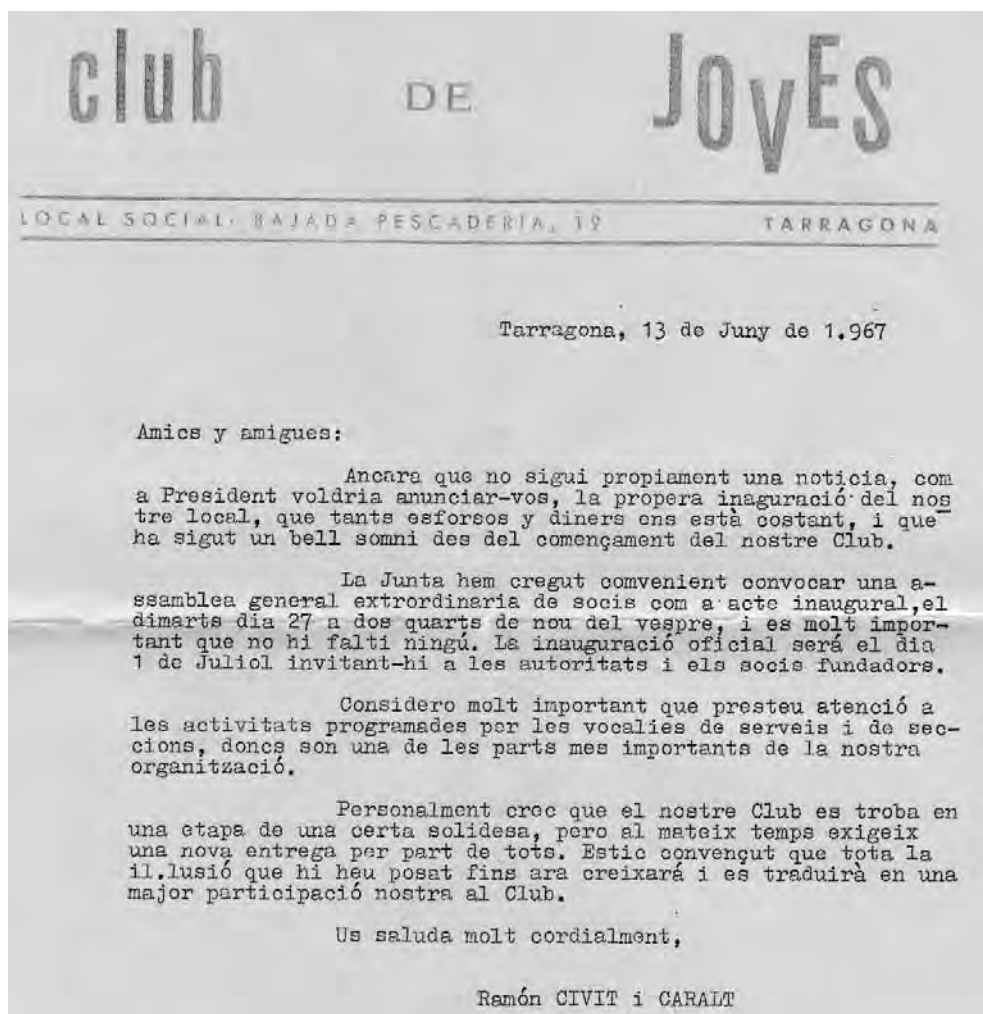 club DE JOVES
LOCAL SOCIAL: BAJADA PESCADERIA, 19 TARRAGONA
Tarragona, 13 de Juny de 1.967
Amics y amigues:
Ancara que no sigui propiament una noticia, com
a President voldria anunciar-vos, la propera inaguració del nos
tre local, que tants esforsos y diners ens està costant, i que
ha sigut un bell somni des del començament del nostre Club.
La Junta hem cregut comvenient convocar una a-
ssamblea general extrordinaria de socis com a acte inaugural,el
dimarts dia 27 a dos quarts de nou del vespre, i es molt impor-
tant que no hi falti ningú. La inauguració oficial será el dia
1 de Juliol invitant-hi a les autoritats i els socis fundadors.
Considero molt important que presteu atenció a
les activitats programades per les vocalies de serveis i de sec-
cions, doncs son una de les parts mes importants de la nostra
organització.
Personalment crec que el nostre Club es troba en
una etapa de una certa solidesa, pero al mateix temps exigeix
una nova entrega per part de tots. Estic convençut que tota la
il.lusió que hi heu posat fins ara creixará i es traduirà en una
major participació nostra al Club.
Us saluda molt cordialment,
Ramón CIVIT i CARALT